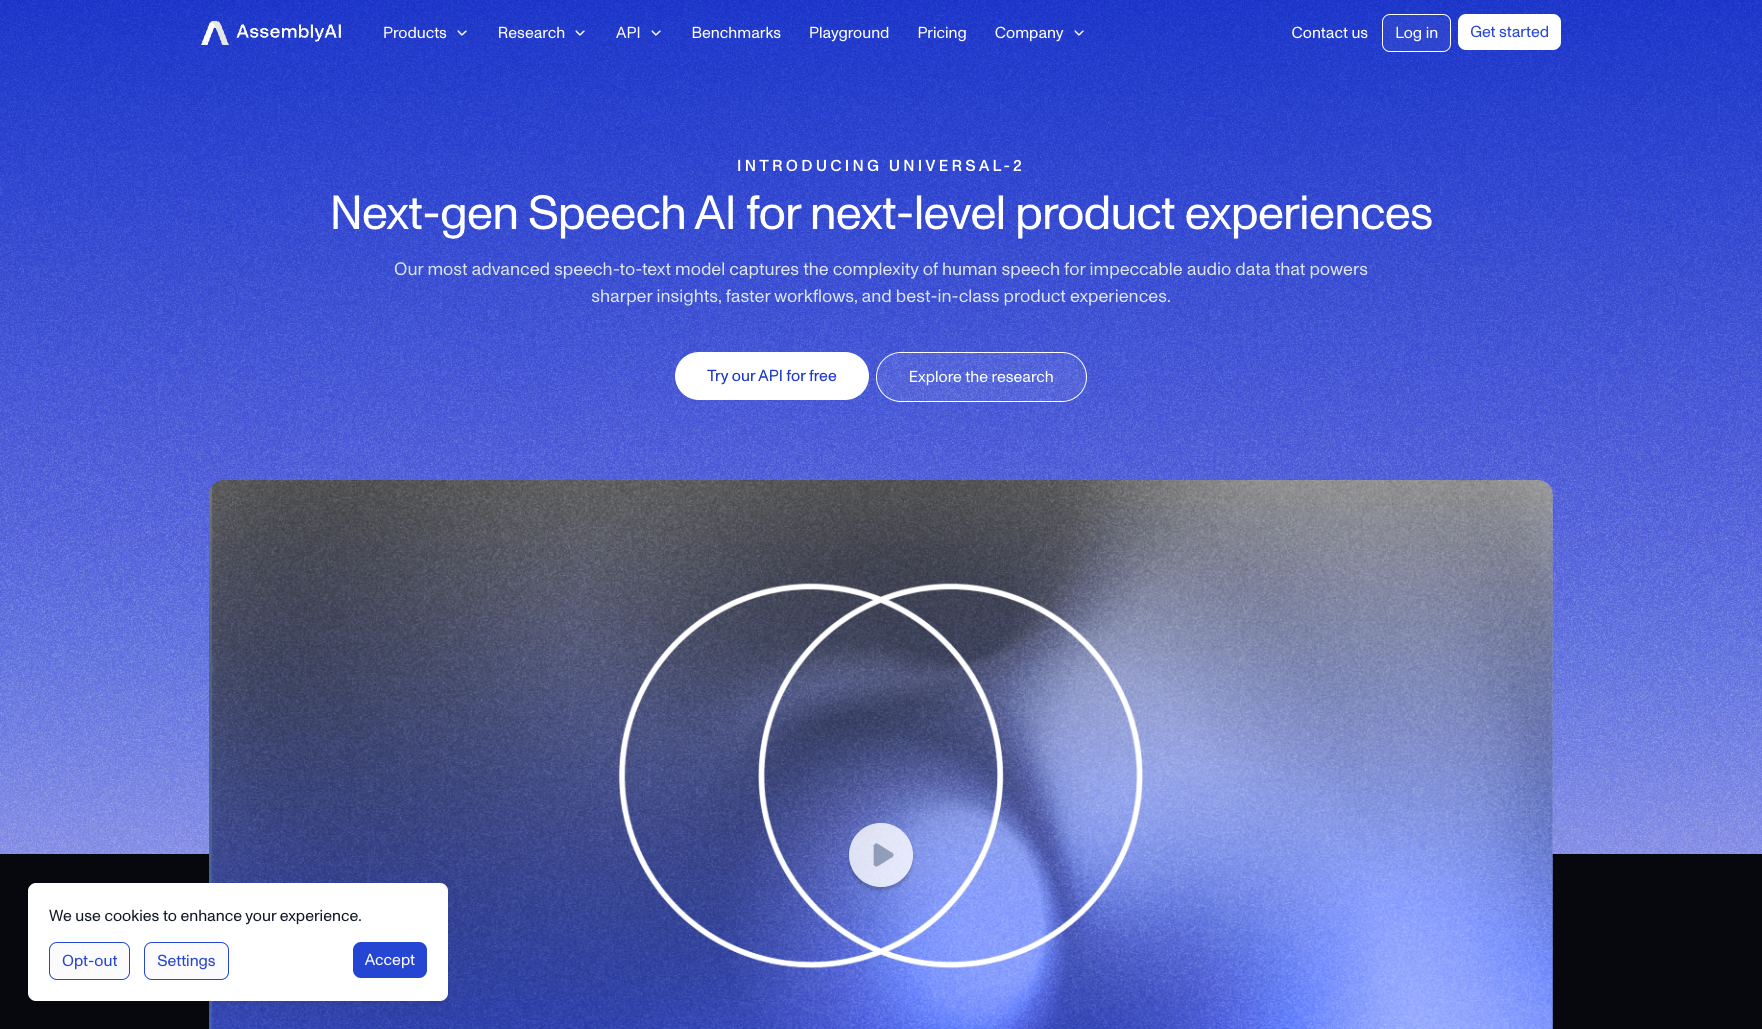 AssemblyAI
Products
Research
API
Benchmarks
Playground
Pricing
Company
Contact us
Log in
Get started
INTRODUCING UNIVERSAL-2
Next-gen Speech AI for next-level product experiences
Our most advanced speech-to-text model captures the complexity of human speech for impeccable audio data that powers
sharper insights, faster workflows, and best-in-class product experiences.
Try our API for free
Explore the research
We use cookies to enhance your experience.
Opt-out
Settings
Accept